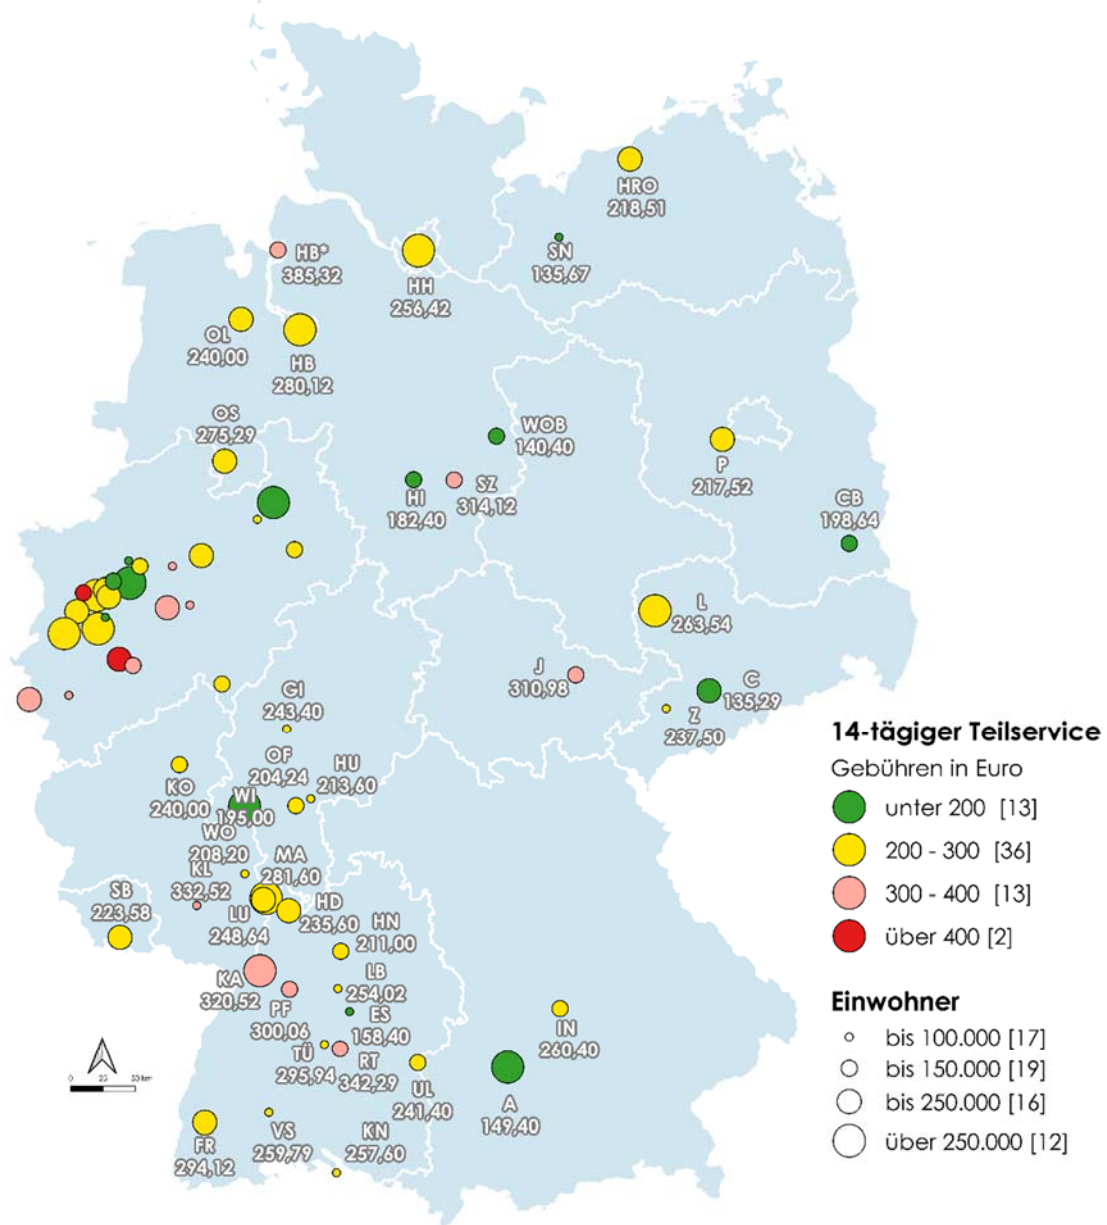 HRO
218,51
SN
135,67
HB*
385,32
HH
256,42
OL
240,00
HB
280,12
OS
275,29
WOB
140,40
P
217,52
HI
182,40
SZ
314,12
CB
198,64
L
263,54
J
310,98
C
135,29
Z
237,50
GI
243,40
OF
204,24
HU
213,60
KO
240,00
WI
195,00
WO
208,20
MA
281,60
KL
332,52
SB
223,58
LU
248,64
HD
235,60
HN
211,00
KA
320,52
LB
254,02
PF
300,06
ES
158,40
TÜ
295,94
RT
342,29
IN
260,40
UL
241,40
A
149,40
FR
294,12
VS
259,79
KN
257,60
0 25 50 km
14-tägiger Teilservice
Gebühren in Euro
unter 200 [13]
200 - 300 [36]
300 - 400 [13]
über 400 [2]
Einwohner
bis 100.000 [17]
bis 150.000 [19]
bis 250.000 [16]
über 250.000 [12]